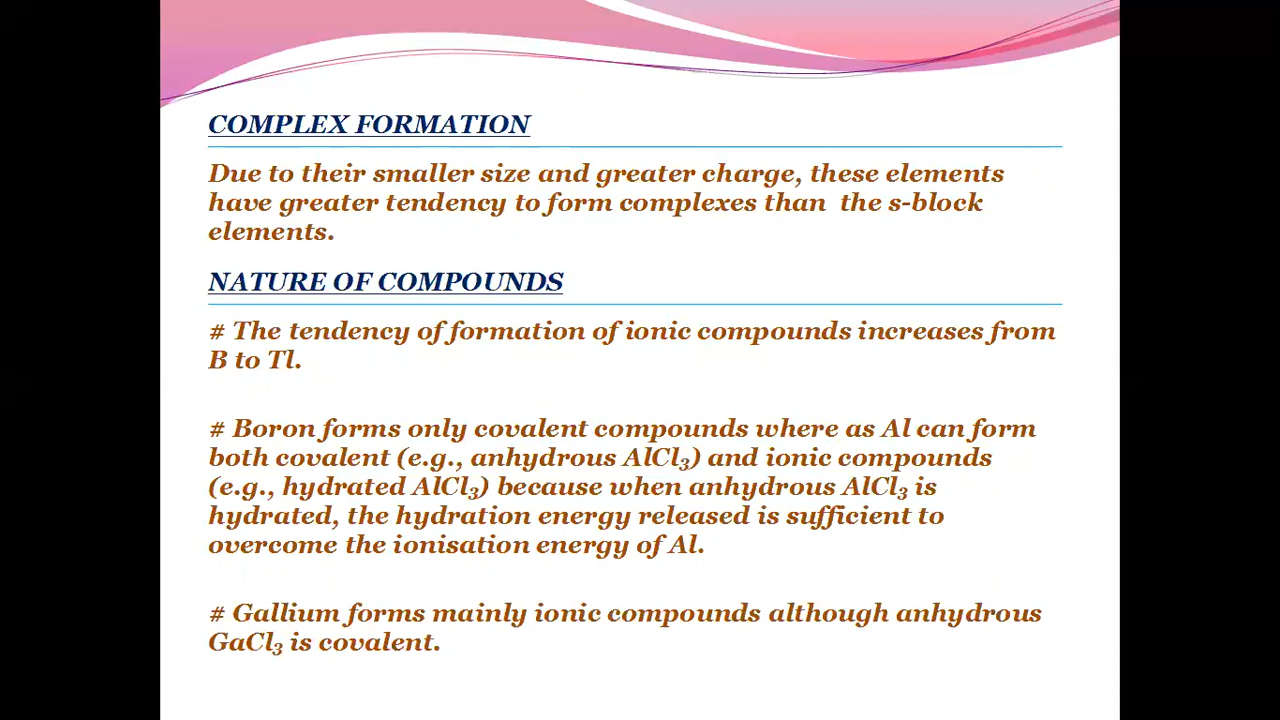 COMPLEX FORMATION
Due to their smaller size and greater charge, these elements
have greater tendency to form complexes than the s-block
elements.
NATURE OF COMPOUNDS
# The tendency of formation of ionic compounds increases from
B to Tl.
# Boron forms only covalent compounds where as Al can form
both covalent (e.g., anhydrous AlCl₃) and ionic compounds
(e.g., hydrated AlCl₃) because when anhydrous AlCl₃ is
hydrated, the hydration energy released is sufficient to
overcome the ionisation energy of Al.
# Gallium forms mainly ionic compounds although anhydrous
GaCl₃ is covalent.